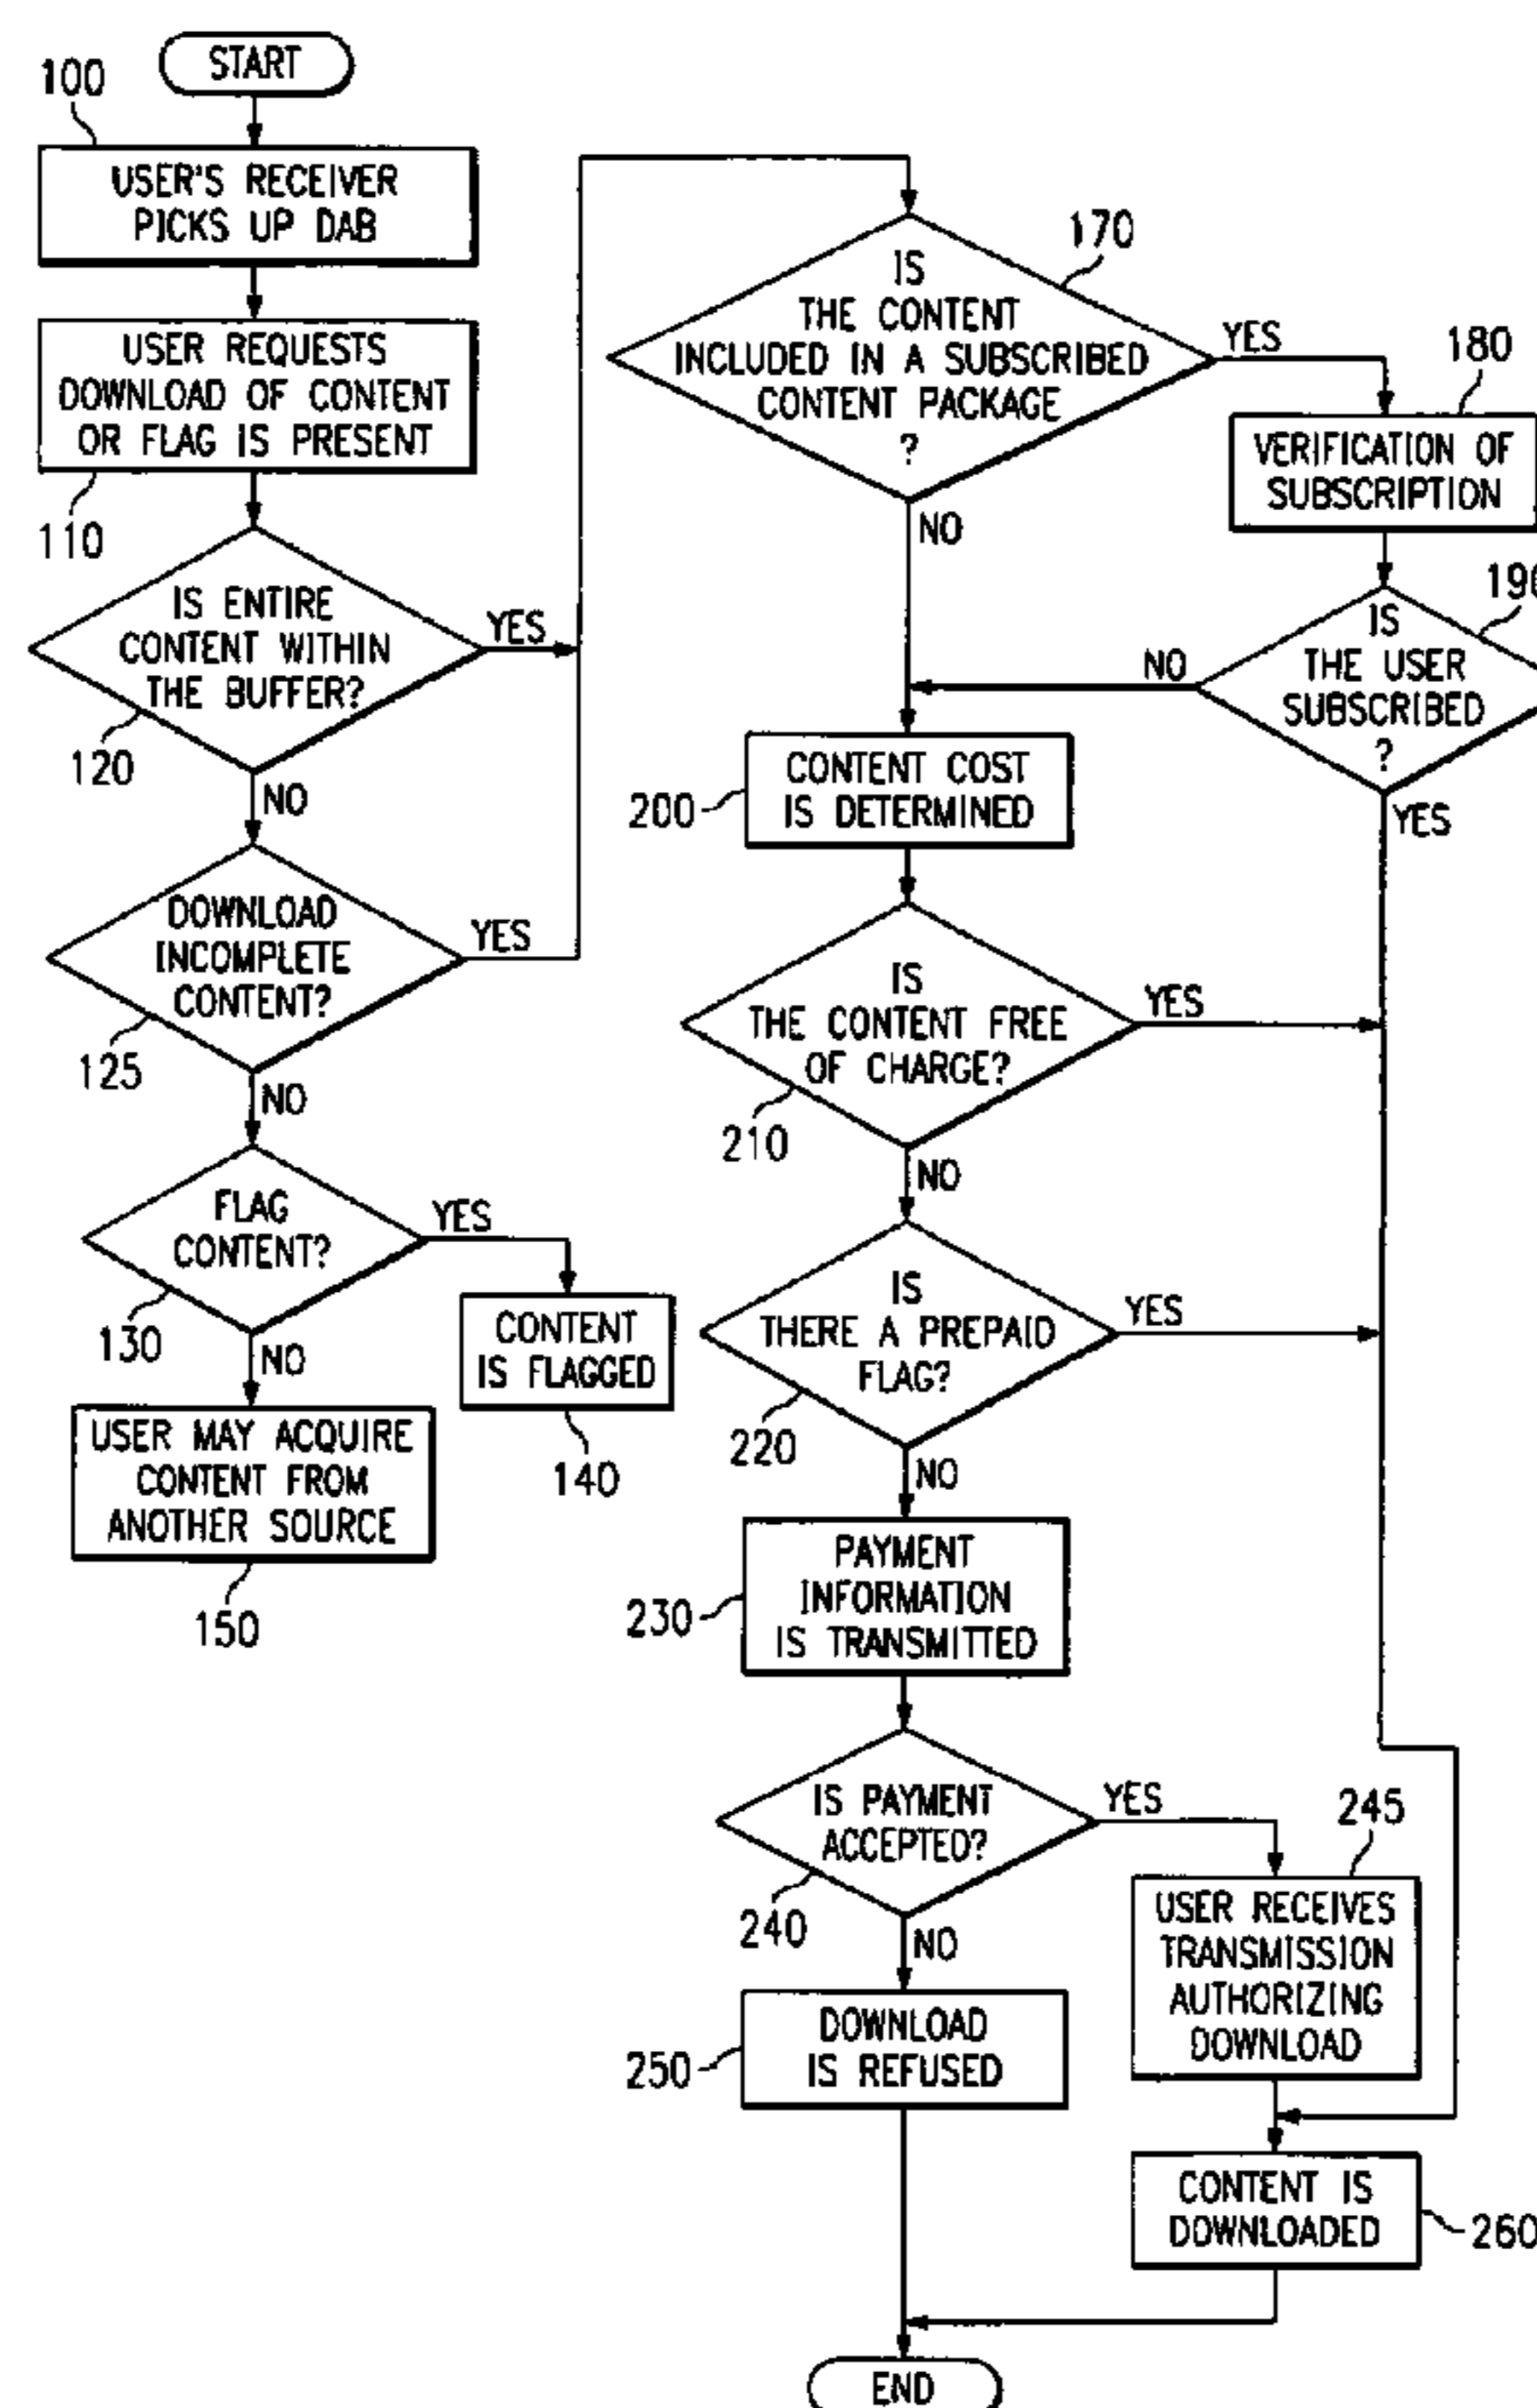 START
100
USER'S RECEIVER
PICKS UP DAB
USER REQUESTS
DOWNLOAD OF CONTENT
OR FLAG IS PRESENT
110
IS ENTIRE
CONTENT WITHIN
THE BUFFER?
YES
120
NO
DOWNLOAD
INCOMPLETE
CONTENT?
YES
125
NO
FLAG
CONTENT?
YES
130
NO
CONTENT
IS FLAGGED
140
USER MAY ACQUIRE
CONTENT FROM
ANOTHER SOURCE
150
IS
THE CONTENT
INCLUDED IN A SUBSCRIBED
CONTENT PACKAGE
?
170
YES
NO
180
VERIFICATION OF
SUBSCRIPTION
190
IS
THE USER
SUBSCRIBED
?
NO
YES
CONTENT COST
IS DETERMINED
200
IS
THE CONTENT FREE
OF CHARGE?
YES
210
NO
IS
THERE A PREPAID
FLAG?
YES
220
NO
PAYMENT
INFORMATION
IS TRANSMITTED
230
IS PAYMENT
ACCEPTED?
YES
240
NO
245
USER RECEIVES
TRANSMISSION
AUTHORIZING
DOWNLOAD
DOWNLOAD
IS REFUSED
250
CONTENT IS
DOWNLOADED
260
END